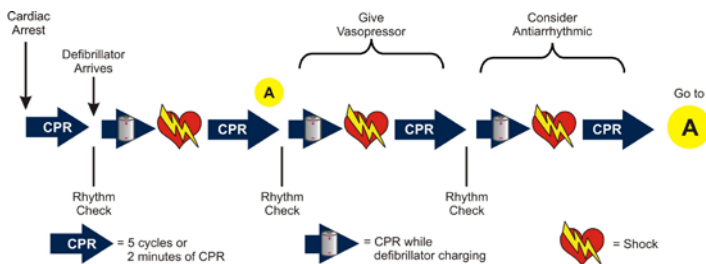 Cardiac
Arrest
Defibrillator
Arrives
Give
Vasopressor
Consider
Antiarrhythmic
Go to
A
CPR
CPR
CPR
CPR
A
Rhythm
Check
Rhythm
Check
Rhythm
Check
CPR
= 5 cycles or
2 minutes of CPR
= CPR while
defibrillator charging
= Shock